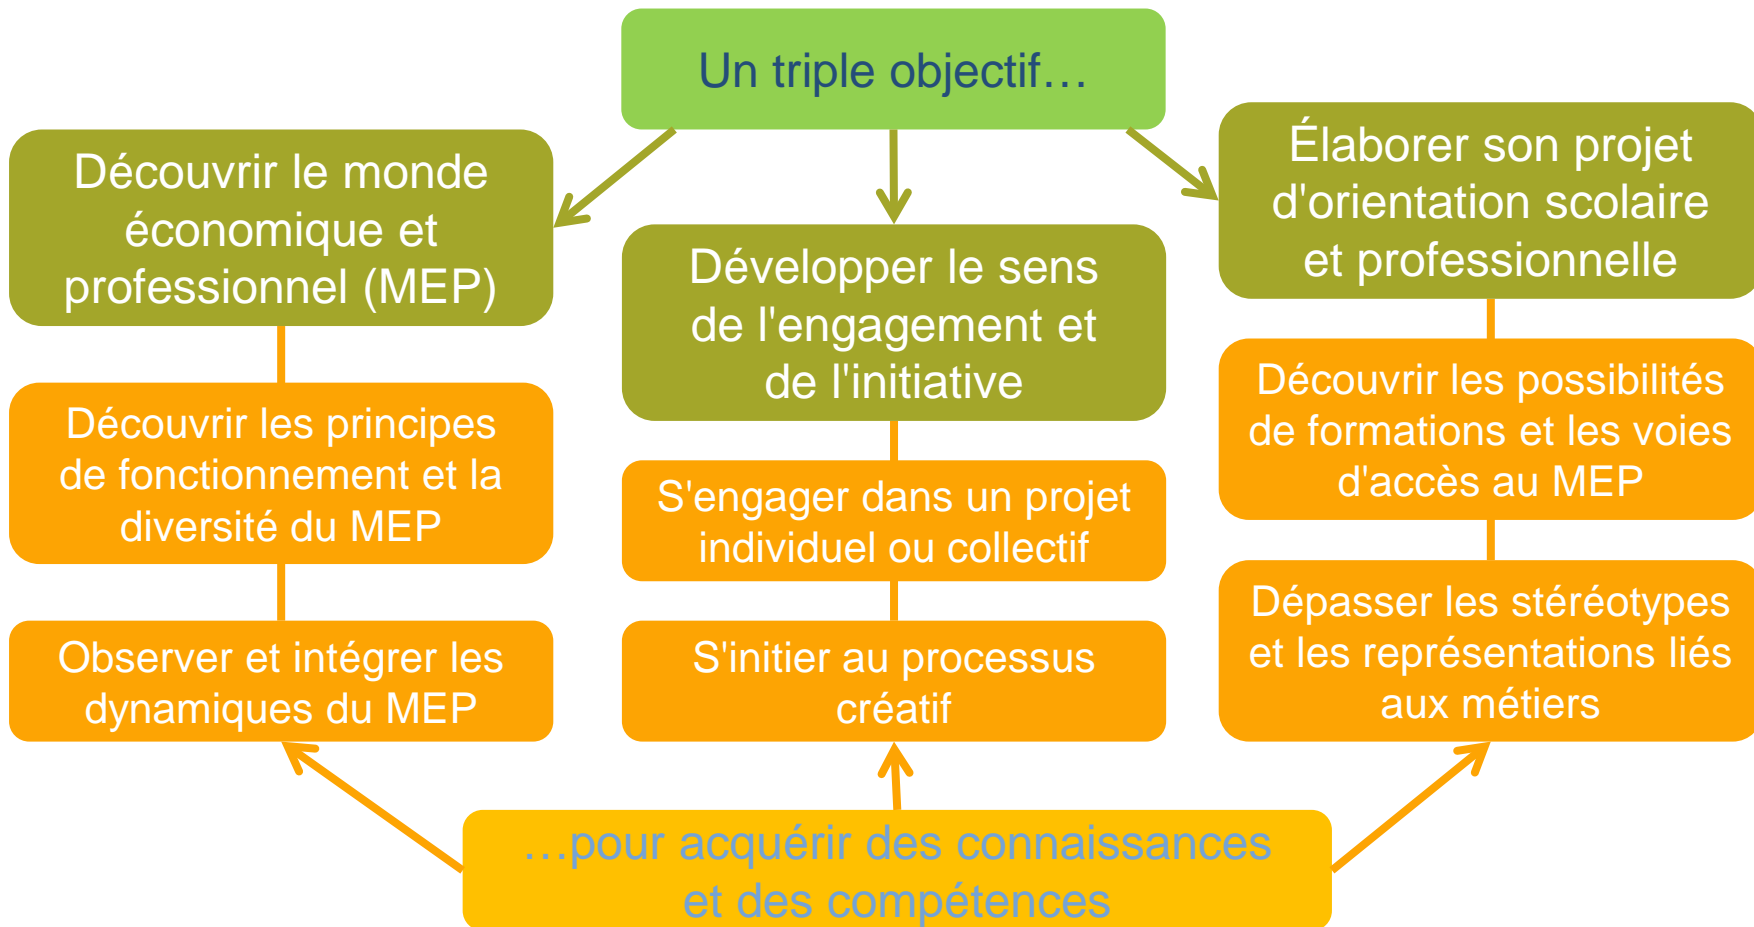 Un triple objectif…
Découvrir le monde
économique et
professionnel (MEP)
Développer le sens
de l'engagement et
de l'initiative
Élaborer son projet
d'orientation scolaire
et professionnelle
Découvrir les principes
de fonctionnement et la
diversité du MEP
S'engager dans un projet
individuel ou collectif
Découvrir les possibilités
de formations et les voies
d'accès au MEP
Observer et intégrer les
dynamiques du MEP
S'initier au processus
créatif
Dépasser les stéréotypes
et les représentations liés
aux métiers
…pour acquérir des connaissances
et des compétences